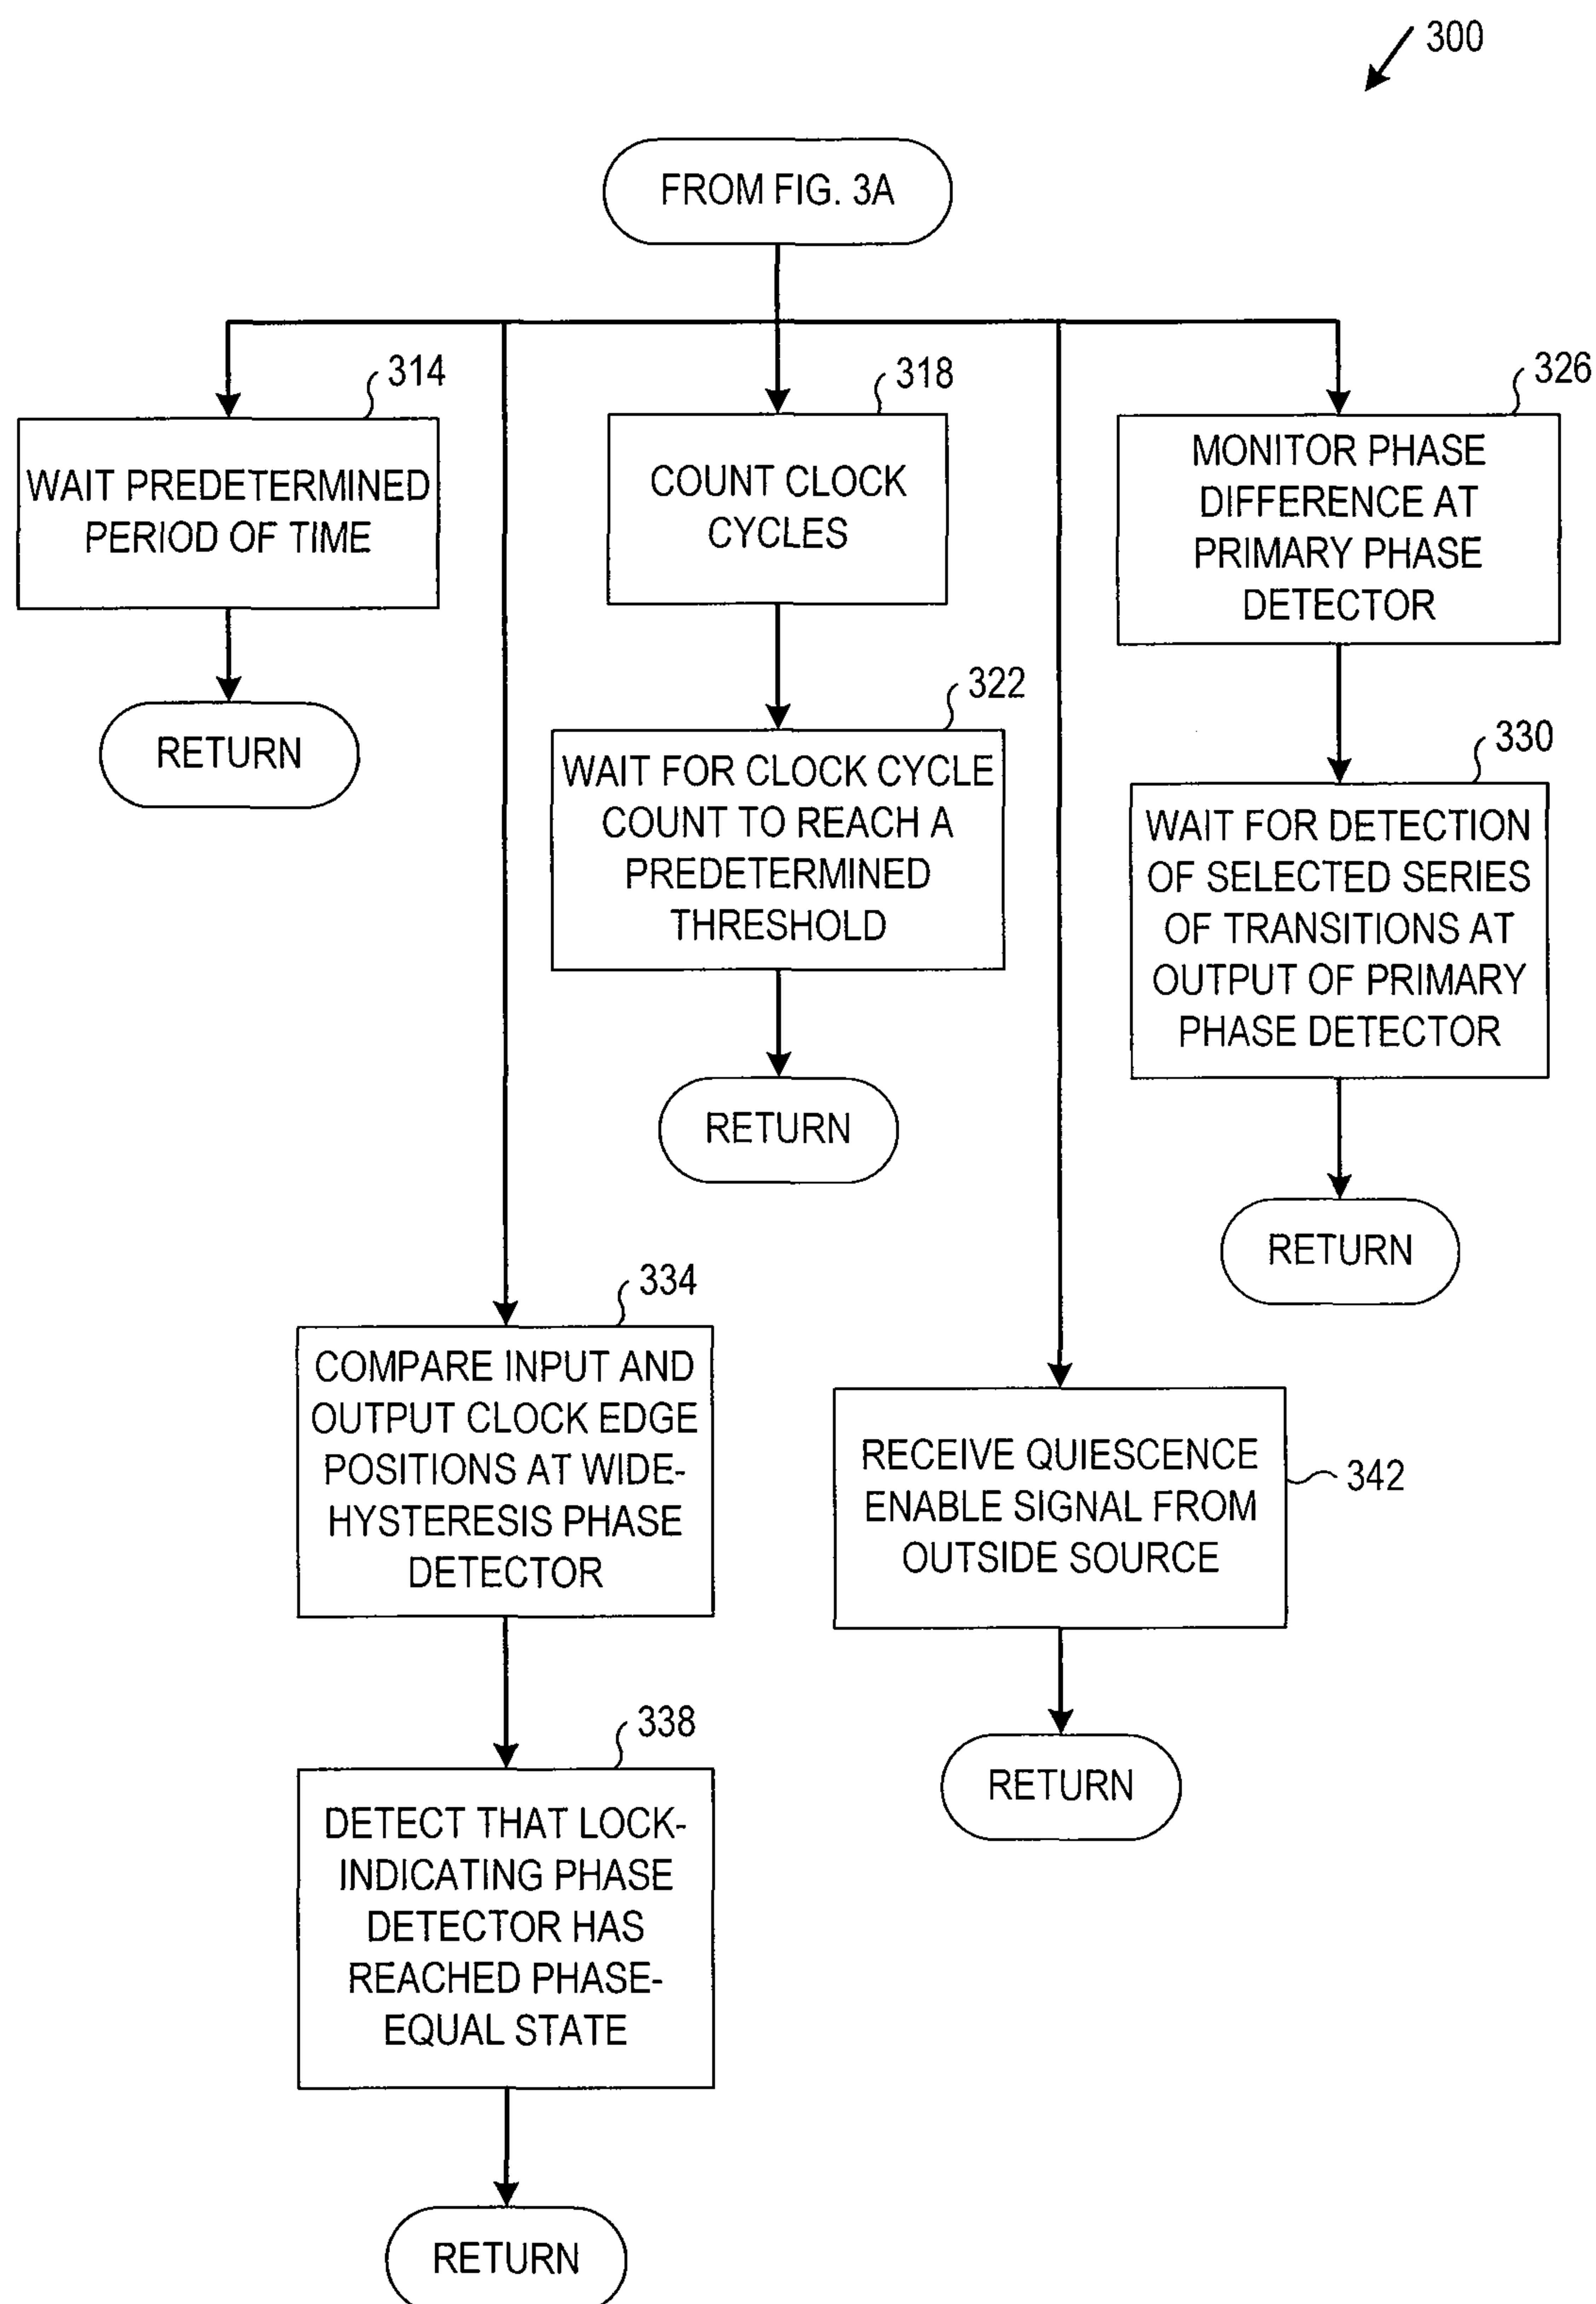 300
FROM FIG. 3A
314
WAIT PREDETERMINED
PERIOD OF TIME
RETURN
318
COUNT CLOCK
CYCLES
322
WAIT FOR CLOCK CYCLE
COUNT TO REACH A
PREDETERMINED
THRESHOLD
RETURN
326
MONITOR PHASE
DIFFERENCE AT
PRIMARY PHASE
DETECTOR
330
WAIT FOR DETECTION
OF SELECTED SERIES
OF TRANSITIONS AT
OUTPUT OF PRIMARY
PHASE DETECTOR
RETURN
334
COMPARE INPUT AND
OUTPUT CLOCK EDGE
POSITIONS AT WIDE-
HYSTERESIS PHASE
DETECTOR
338
DETECT THAT LOCK-
INDICATING PHASE
DETECTOR HAS
REACHED PHASE-
EQUAL STATE
RETURN
342
RECEIVE QUIESCENCE
ENABLE SIGNAL FROM
OUTSIDE SOURCE
RETURN